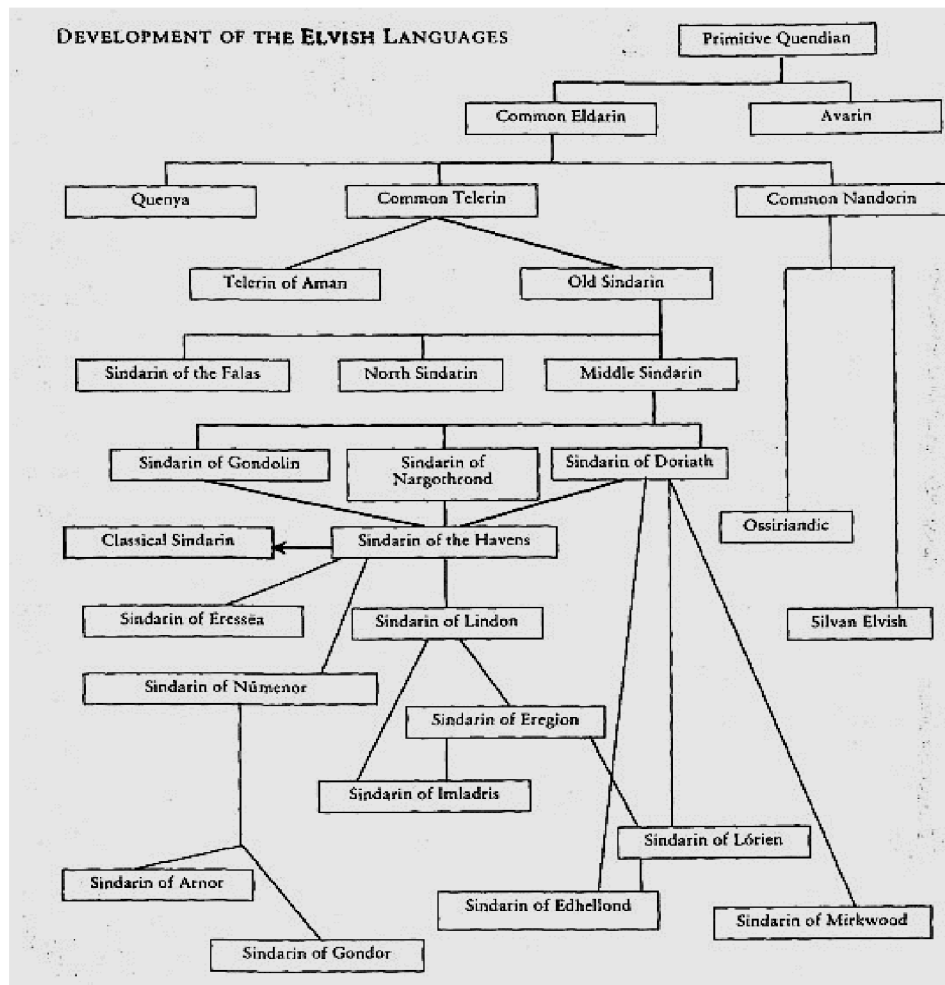 DEVELOPMENT OF THE ELVISH LANGUAGES
Primitive Quendian
Common Eldarin
Avarin
Quenya
Common Telerin
Common Nandorin
Telerin of Aman
Old Sindarin
Sindarin of the Falas
North Sindarin
Middle Sindarin
Sindarin of Gondolin
Sindarin of
Nargothrond
Sindarin of Doriath
Ossiriandic
Classical Sindarin
Sindarin of the Havens
Sindarin of Eressëa
Sindarin of Lindon
Silvan Elvish
Sindarin of Númenor
Sindarin of Eregion
Sindarin of Imladris
Sindarin of Lórien
Sindarin of Arnor
Sindarin of Edhellond
Sindarin of Mirkwood
Sindarin of Gondor